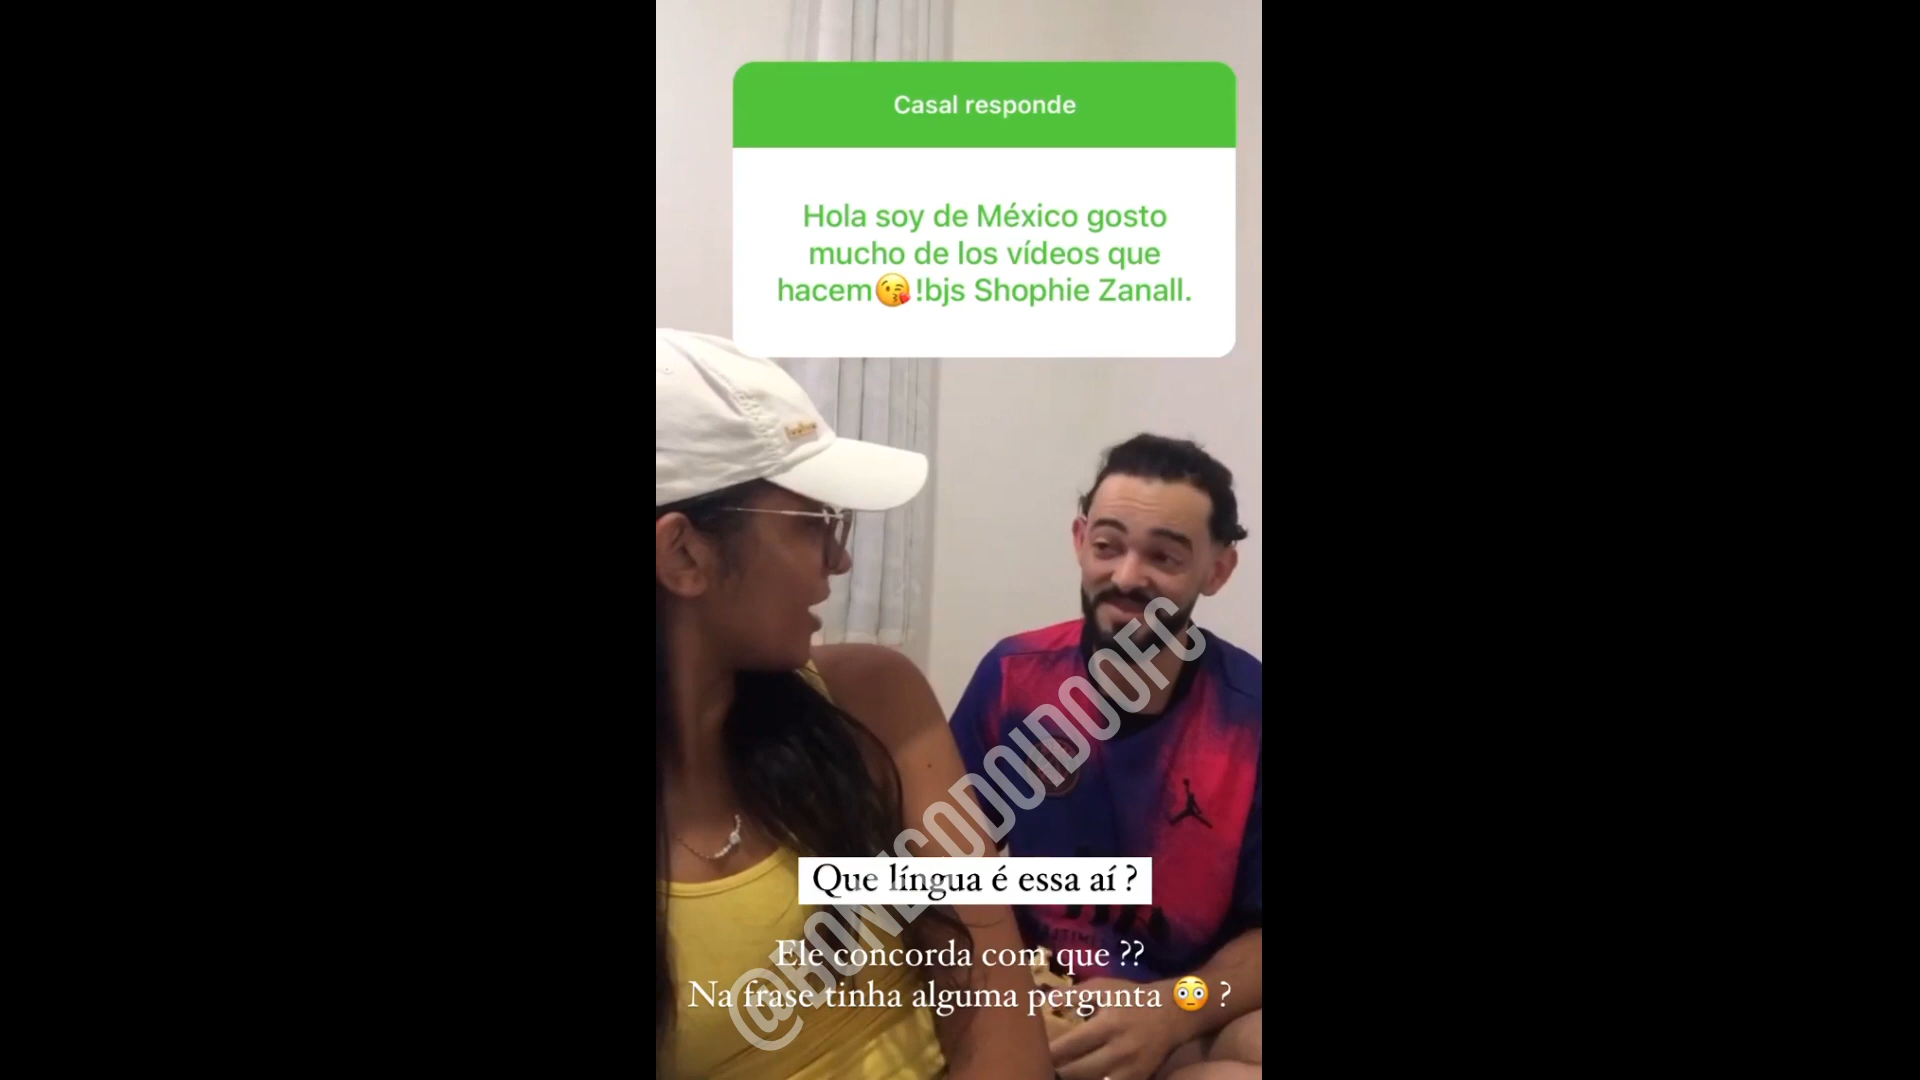 Casal responde
Hola soy de México gosto
mucho de los vídeos que
hacem😘!bjs Shophie Zanall.
Que língua é essa aí ?
Ele concorda com que ??
Na frase tinha alguma pergunta 😳 ?
@BONECODOIDOOFC